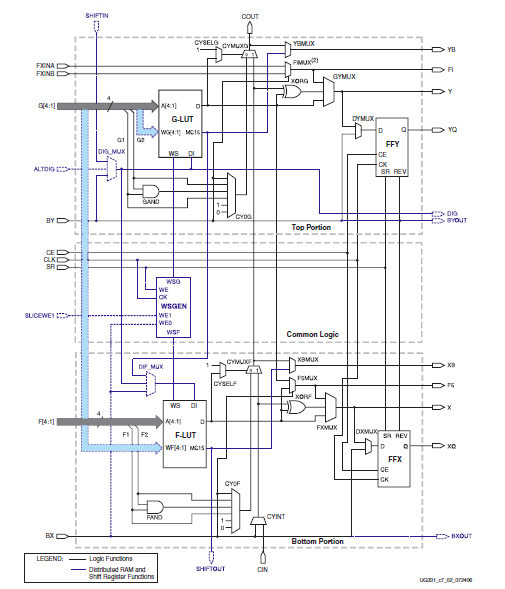 SHIFTIN
COUT
CYSELG
CYMUXG
YBMUX
YB
FXINA
FXINB
FiMUX(2)
FI
XORG
GYMUX
Y
G[4:1]
4
A[4:1]
D
G-LUT
WG[4:1] MC15
WS DI
G1
G2
DYMUX
D Q
FFY
CE
CK
SR REV
YQ
DIG_MUX
ALTDIG
GAND
1
0
CY0G
DIG
BY
BYOUT
Top Portion
CE
CLK
SR
WSG
WE
CK
WSGEN
WE1
WE0
WSF
SLICEWE1
Common Logic
CYMUXF
XBMUX
XB
1
CYSELF
DIF_MUX
F5MUX
F5
XORF
X
FXMUX
WS DI
F[4:1]
4
A[4:1]
D
F-LUT
WF[4:1] MC15
F1
F2
DXMUX
SR REV
D Q
FFX
CE
CK
XQ
CY0F
FAND
1
0
CYINT
BX
BXOUT
Bottom Portion
SHIFTOUT
CIN
LEGEND:
Logic Functions
Distributed RAM and
Shift Register Functions
UG331_c7_02_072406